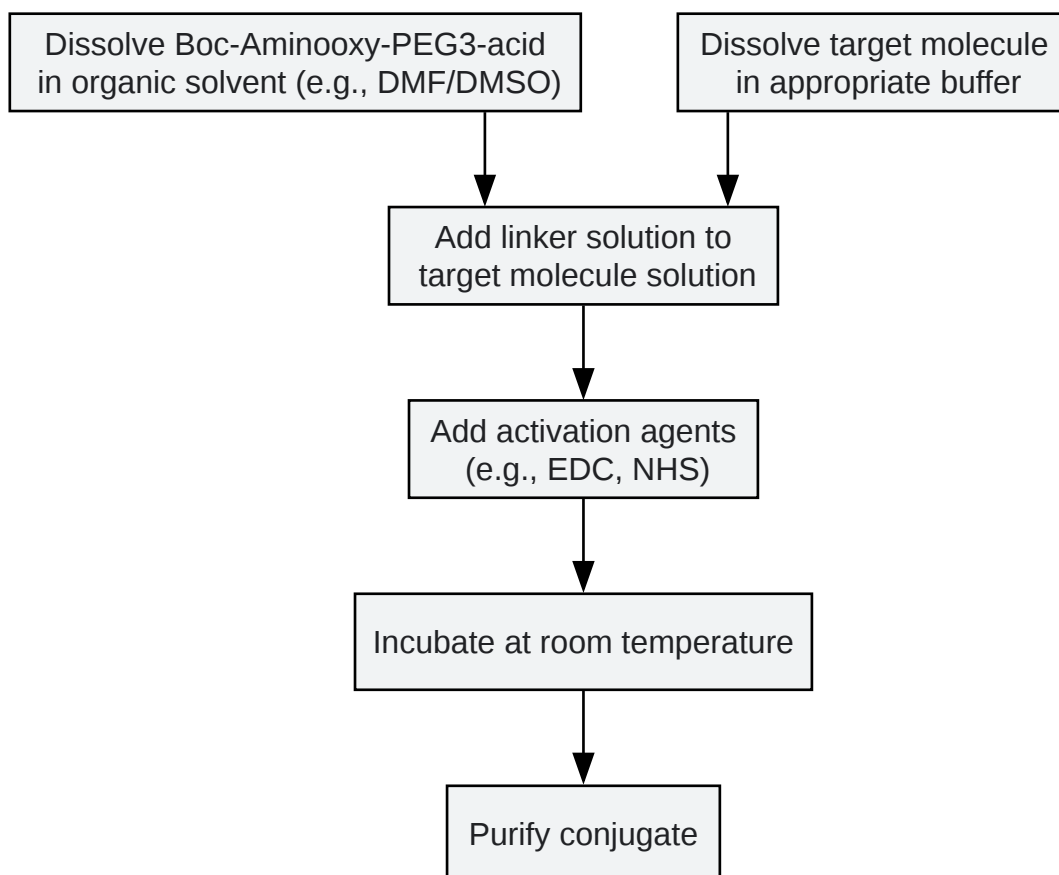 Dissolve Boc-Aminooxy-PEG3-acid
in organic solvent (e.g., DMF/DMSO)
Dissolve target molecule
in appropriate buffer
Add linker solution to
target molecule solution
Add activation agents
(e.g., EDC, NHS)
Incubate at room temperature
Purify conjugate